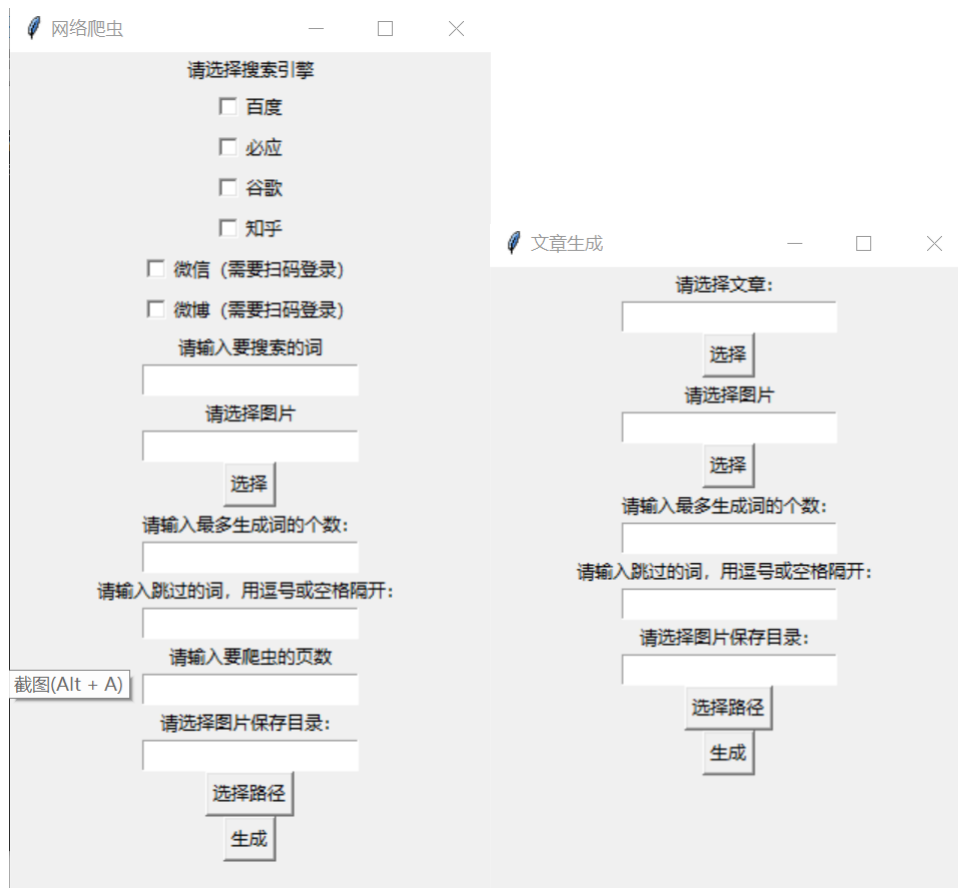 网络爬虫
请选择搜索引擎
百度
必应
谷歌
知乎
微信（需要扫码登录）
微博（需要扫码登录）
请输入要搜索的词
请选择图片
选择
请输入最多生成词的个数:
请输入跳过的词，用逗号或空格隔开:
请输入要爬虫的页数
截图(Alt + A)
请选择图片保存目录:
选择路径
生成
文章生成
请选择文章:
选择
请选择图片
选择
请输入最多生成词的个数:
请输入跳过的词，用逗号或空格隔开:
请选择图片保存目录:
选择路径
生成